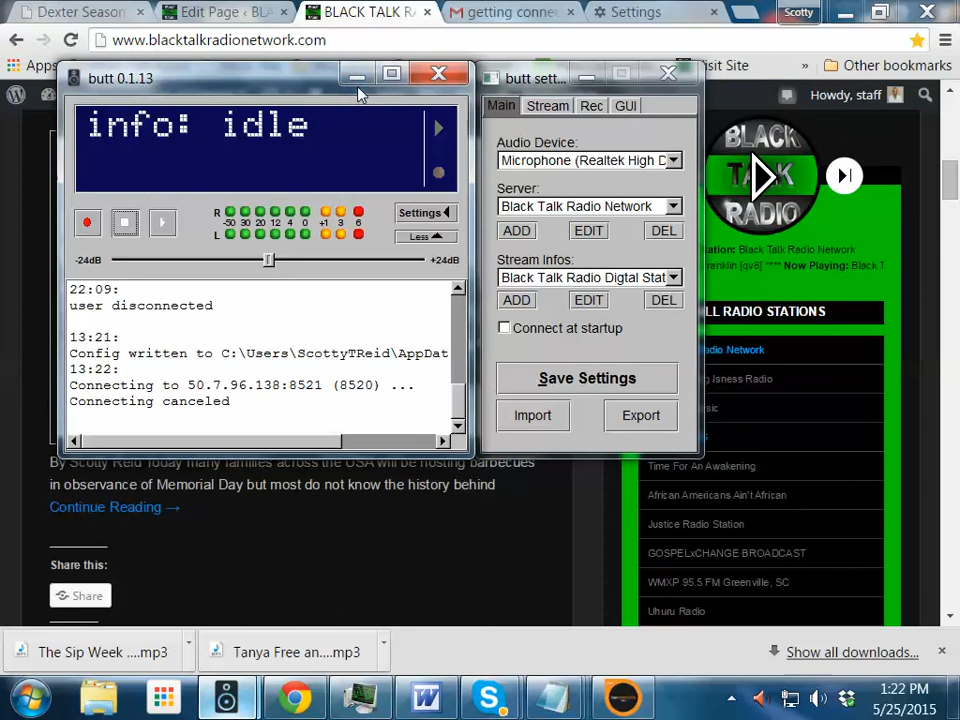 Dexter Season
Edit Page ‹ BLA
BLACK TALK RA
getting connec
Settings
Scotty
www.blacktalkradionetwork.com
Apps
Visit Site
Other bookmarks
Howdy, staff
butt 0.1.13
info: idle
R
-50 30 20 12 4 0 +1 3 6
L
Settings
Less
-24dB
+24dB
22:09:
user disconnected
13:21:
Config written to C:\Users\ScottyTReid\AppDat
13:22:
Connecting to 50.7.96.138:8521 (8520) ...
Connecting canceled
butt sett...
Main Stream Rec GUI
Audio Device:
Microphone (Realtek High D
Server:
Black Talk Radio Network
ADD EDIT DEL
Stream Infos:
Black Talk Radio Digtal Stat
ADD EDIT DEL
Connect at startup
Save Settings
Import Export
BLACK
TALK
RADIO
tation: Black Talk Radio Network
ranklin [qv8] **** Now Playing: Black T
LL RADIO STATIONS
adio Network
g Isness Radio
sic
Time For An Awakening
African Americans Ain't African
Justice Radio Station
GOSPELxCHANGE BROADCAST
WMXP 95.5 FM Greenville, SC
Uhuru Radio
By Scotty Reid Today many families across the USA will be hosting barbecues
in observance of Memorial Day but most do not know the history behind
Continue Reading →
Share this:
Share
The Sip Week ....mp3
Tanya Free an....mp3
Show all downloads...
1:22 PM
5/25/2015